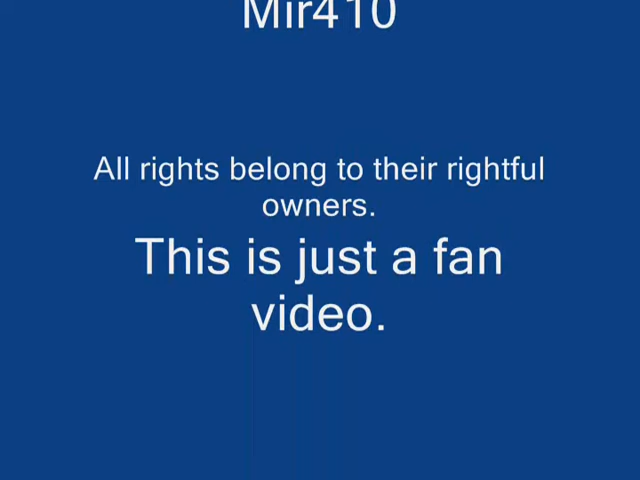 Mir410
All rights belong to their rightful
owners.
This is just a fan
video.